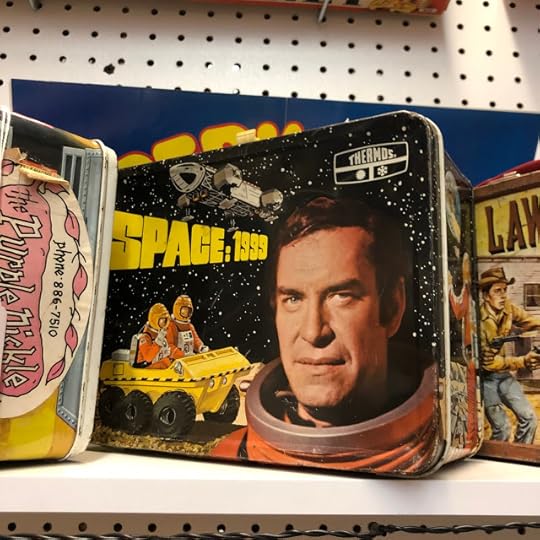 THERMOS
SPACE: 1999
the
Purple Pickle
phone: 886-7510
LAW